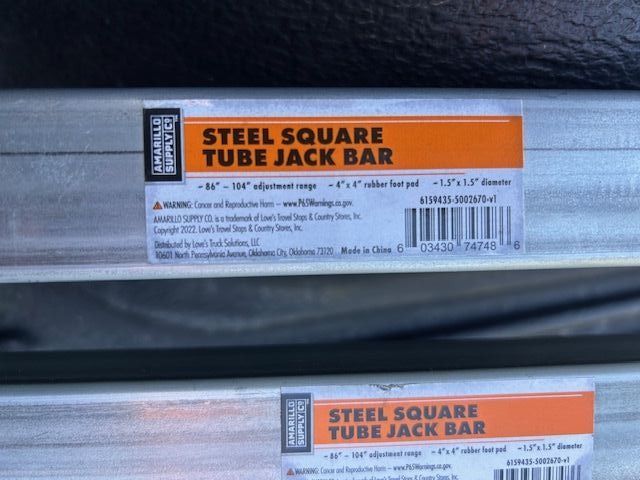 AMARILLO
SUPPLY Co
STEEL SQUARE
TUBE JACK BAR
~ 86" ~ 104" adjustment range ~ 4"x 4" rubber foot pad ~ 1.5"x 1.5" diameter
WARNING: Cancer and Reproductive Harm – www.P65Warnings.ca.gov.
6159435-5002670-v1
AMARILLO SUPPLY CO. is a trademark of Love's Travel Stops & Country Stores, Inc.
Copyright 2022. Love's Travel Stops & Country Stores, Inc.
Distributed by Love's Truck Solutions, LLC
10601 North Pennsylvania Avenue, Oklahoma City, Oklahoma 73120
Made in China
6 03430 74748 6
AMARILLO
SUPPLY Co
STEEL SQUARE
TUBE JACK BAR
~ 86" ~ 104" adjustment range ~ 4"x 4" rubber foot pad ~ 1.5"x 1.5" diameter
WARNING: Cancer and Reproductive Harm – www.P65Warnings.ca.gov.
6159435-5002670-v1